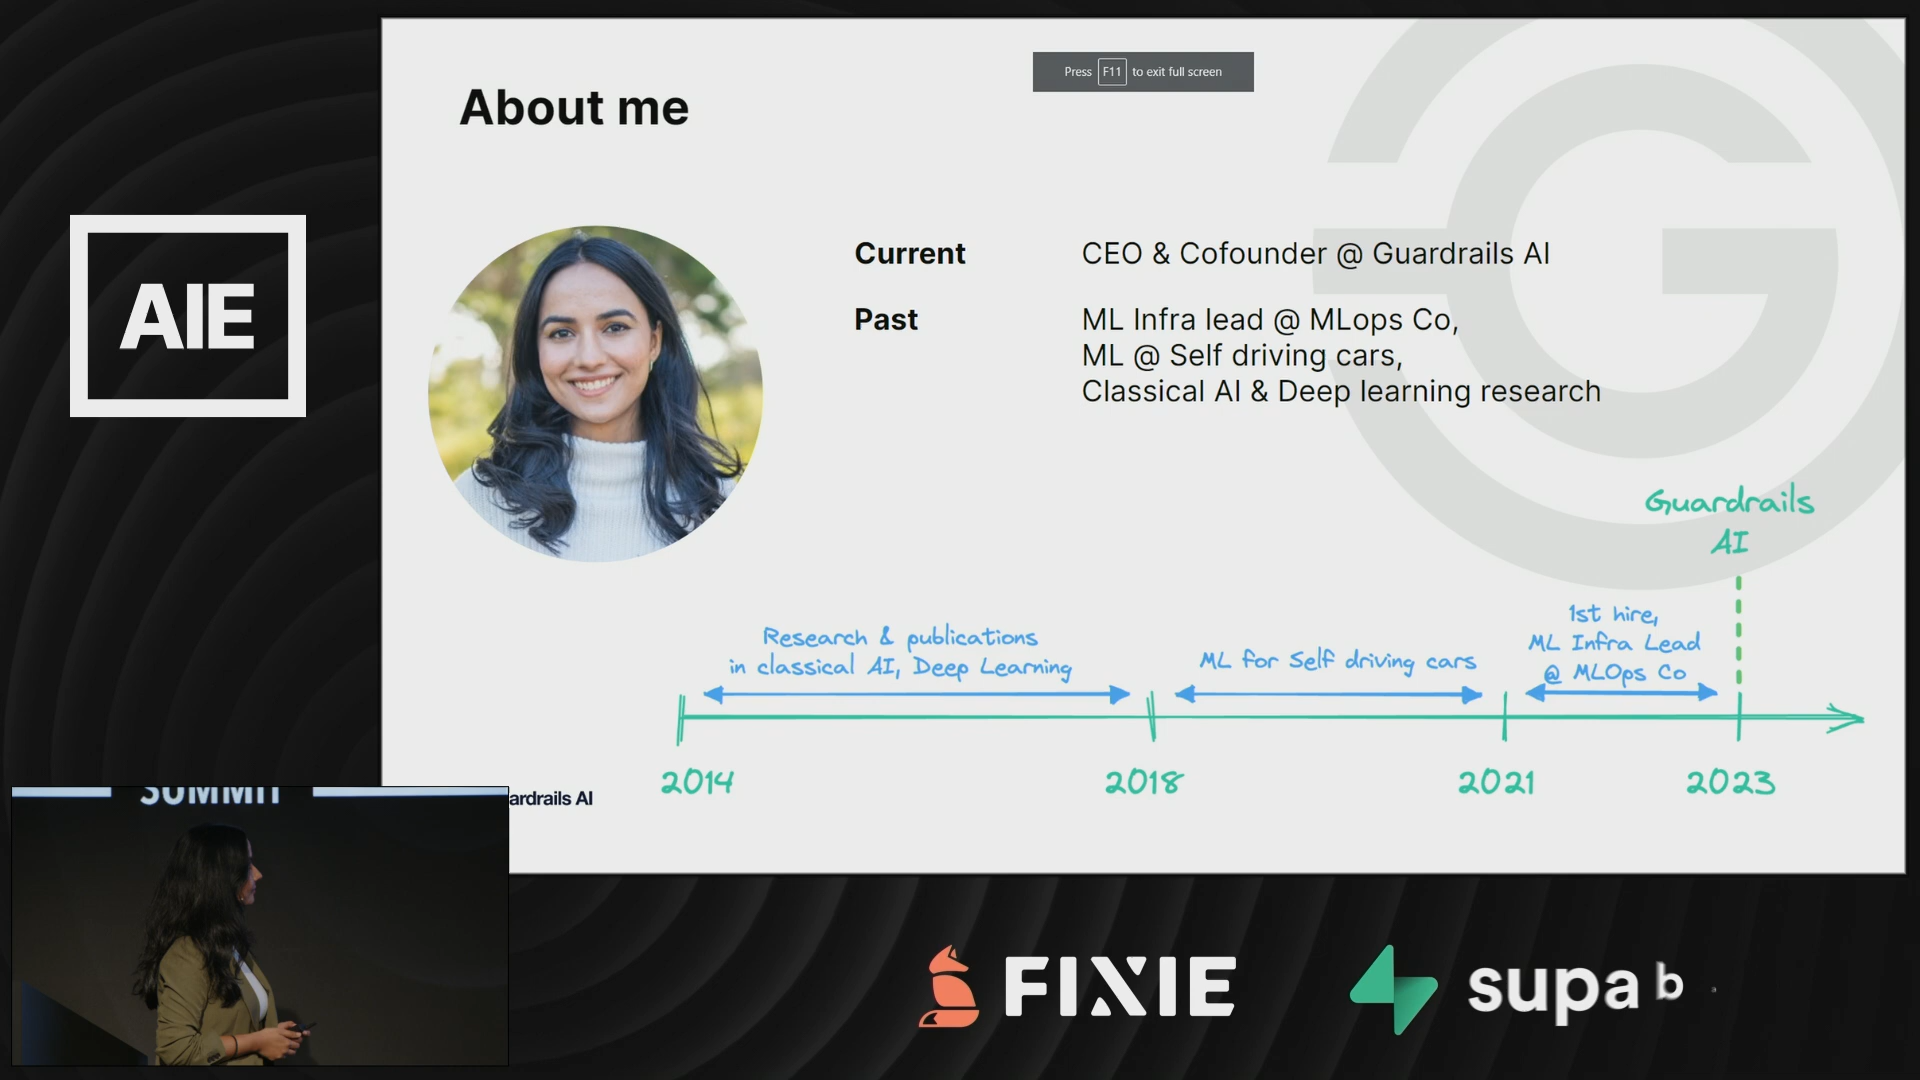 Press F11 to exit full screen
About me
AIE
Current CEO & Cofounder @ Guardrails AI
Past ML Infra lead @ MLops Co,
ML @ Self driving cars,
Classical AI & Deep learning research
Guardrails
AI
Research & publications
in classical AI, Deep Learning
ML for Self driving cars
1st hire,
ML Infra Lead
@ MLOps Co
2014 2018 2021 2023
ardrails AI
SUMMIT
FIXIE
supa b